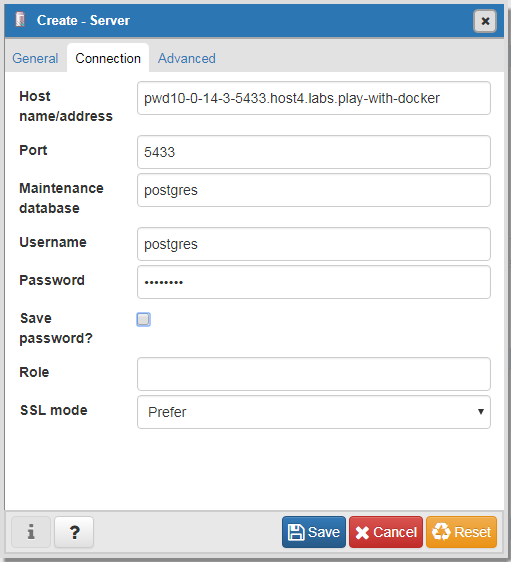 Create - Server
General Connection Advanced
Host
name/address
pwd10-0-14-3-5433.host4.labs.play-with-docker
Port
5433
Maintenance
database
postgres
Username
postgres
Password
••••••••
Save
password?
Role
SSL mode
Prefer
i ? Save Cancel Reset